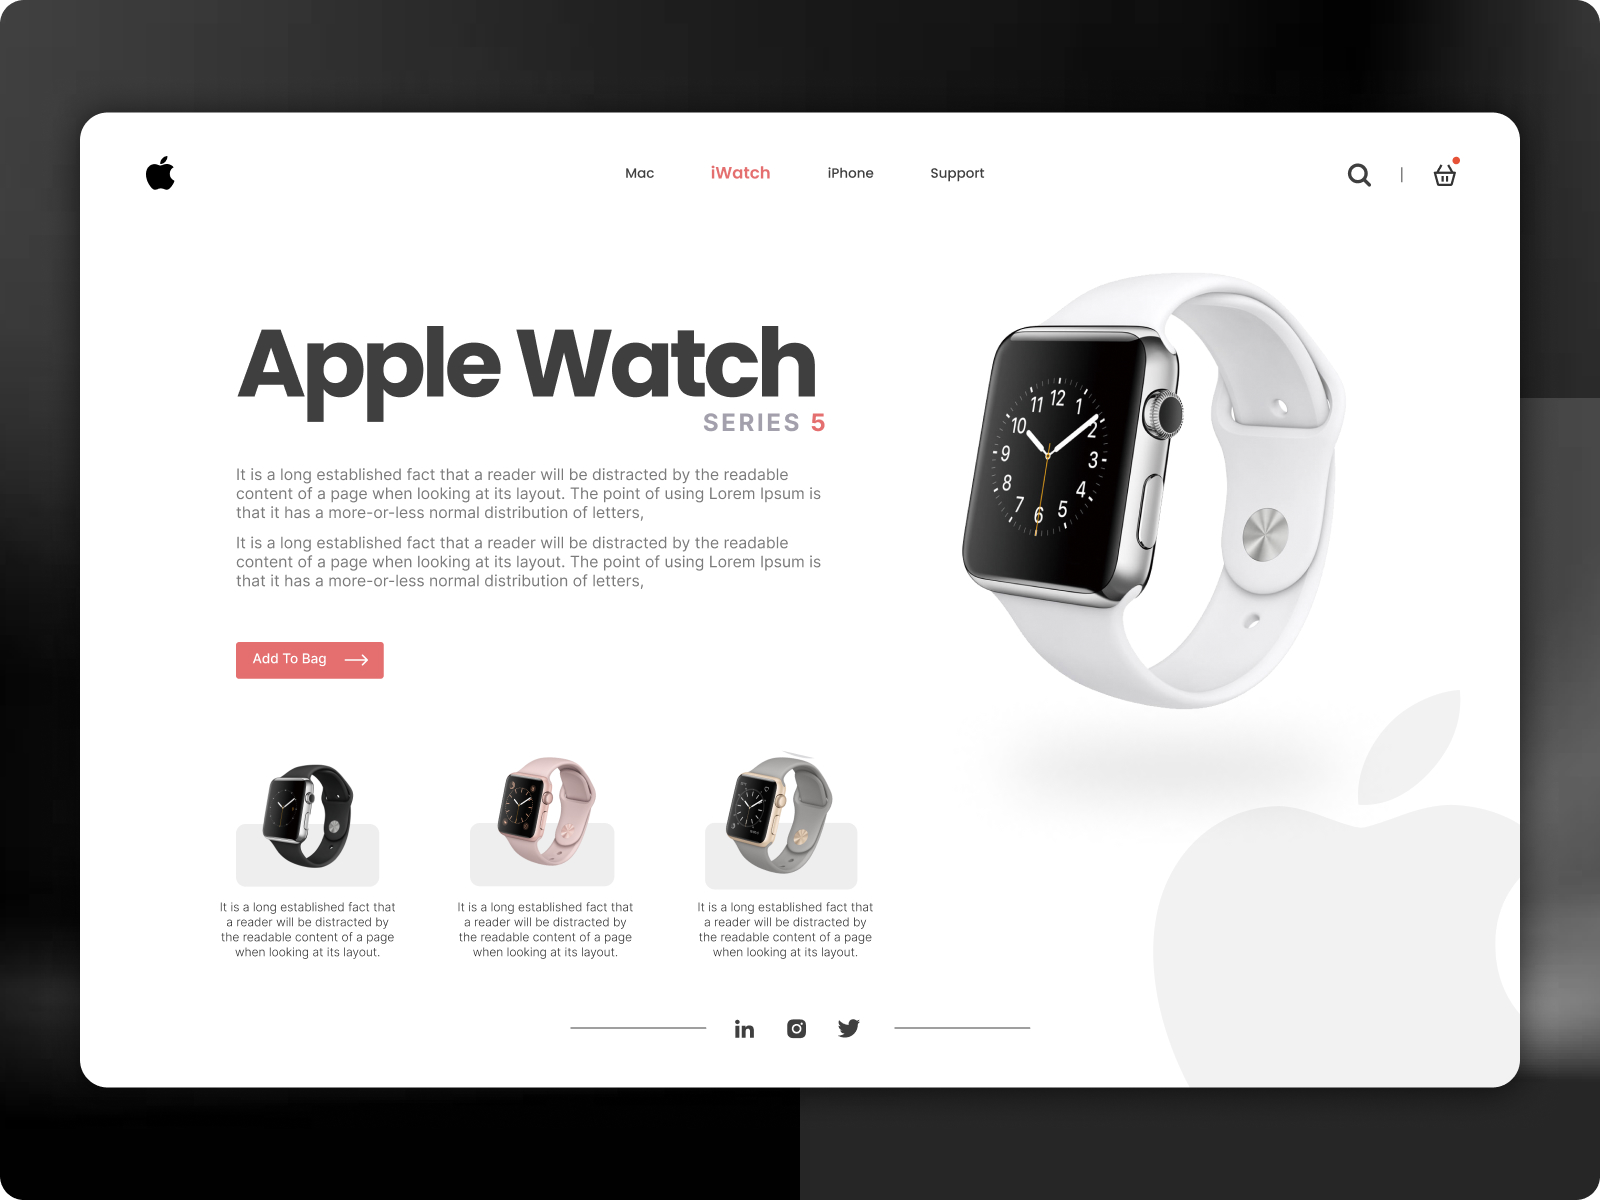 Mac
iWatch
iPhone
Support
Apple Watch
SERIES 5
It is a long established fact that a reader will be distracted by the readable
content of a page when looking at its layout. The point of using Lorem Ipsum is
that it has a more-or-less normal distribution of letters,
It is a long established fact that a reader will be distracted by the readable
content of a page when looking at its layout. The point of using Lorem Ipsum is
that it has a more-or-less normal distribution of letters,
Add To Bag
11 12 1
10 2
9 3
8 4
7 6 5
It is a long established fact that
a reader will be distracted by
the readable content of a page
when looking at its layout.
It is a long established fact that
a reader will be distracted by
the readable content of a page
when looking at its layout.
It is a long established fact that
a reader will be distracted by
the readable content of a page
when looking at its layout.
in